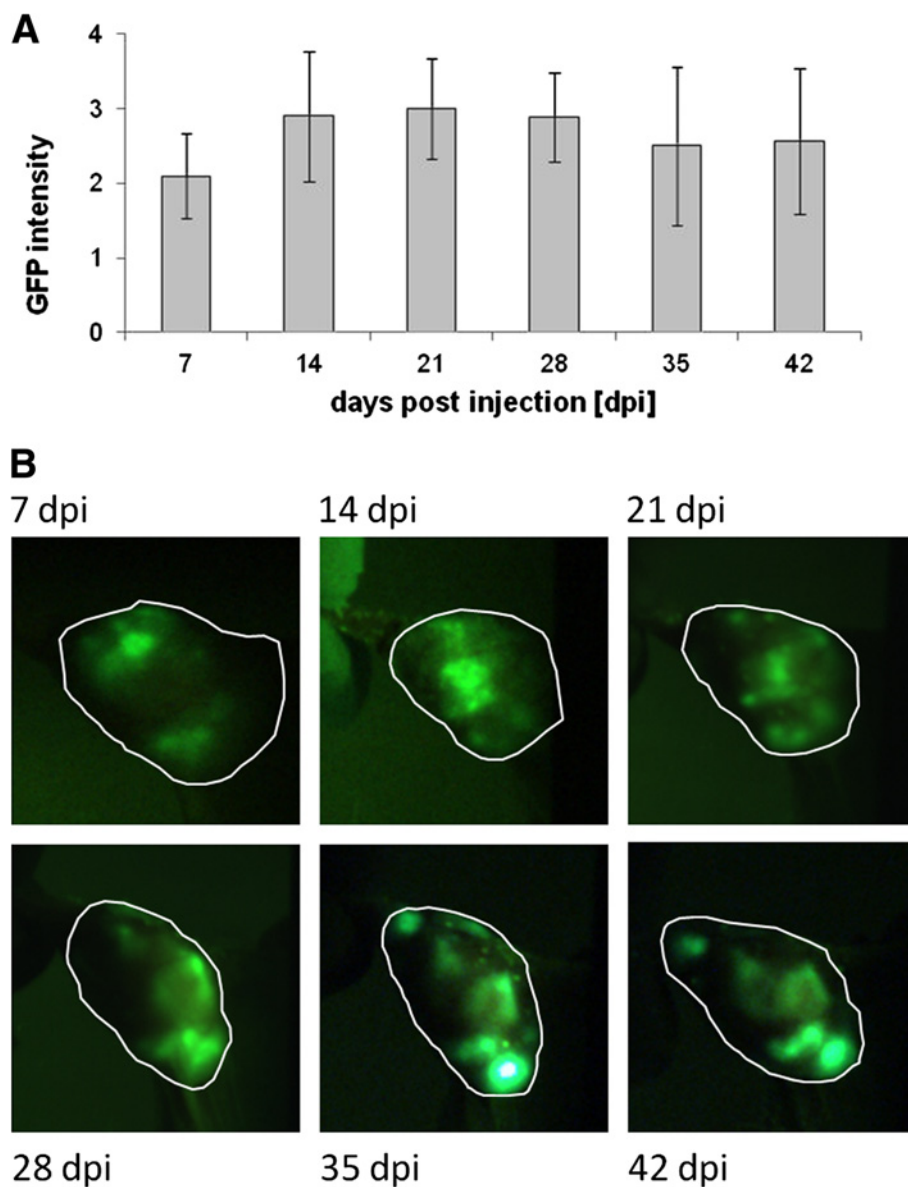 A
4
3
2
1
0
GFP intensity
7 14 21 28 35 42
days post injection [dpi]
B
7 dpi 14 dpi 21 dpi
28 dpi 35 dpi 42 dpi